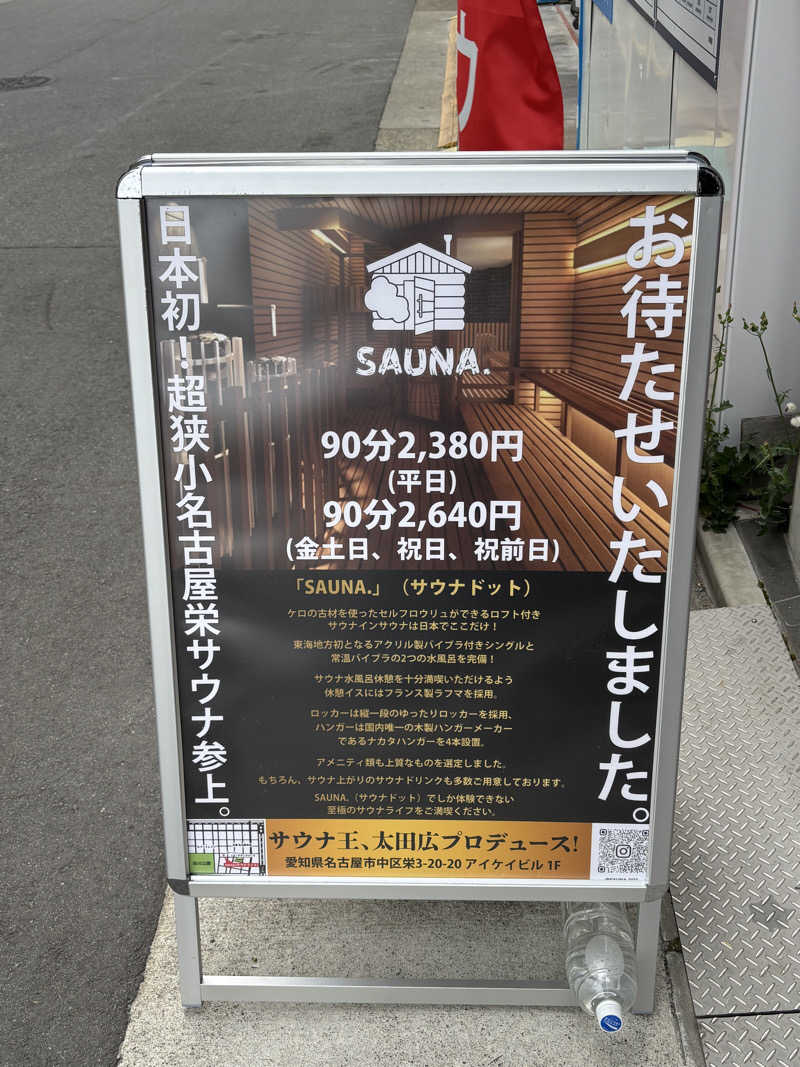 お待たせいたしました。
日本初！超狭小名古屋栄サウナ参上。
SAUNA.
90分2,380円
(平日)
90分2,640円
(金土日、祝日、祝前日)
「SAUNA.」（サウナドット）
ケロの古材を使ったセルフロウリュができるロフト付き
サウナインサウナは日本でここだけ！
東海地方初となるアクリル製バイブラ付きシングルと
常温バイブラの2つの水風呂を完備！
サウナ水風呂休憩を十分満喫いただけるよう
休憩イスにはフランス製ラフマを採用。
ロッカーは縦一段のゆったりロッカーを採用、
ハンガーは国内唯一の木製ハンガーメーカー
であるナカタハンガーを4本設置。
アメニティ類も上質なものを選定しました。
もちろん、サウナ上がりのサウナドリンクも多数ご用意しております。
SAUNA.（サウナドット）でしか体験できない
至極のサウナライフをご満喫ください。
サウナ王、太田広プロデュース！
愛知県名古屋市中区栄3-20-20 アイケイビル 1F